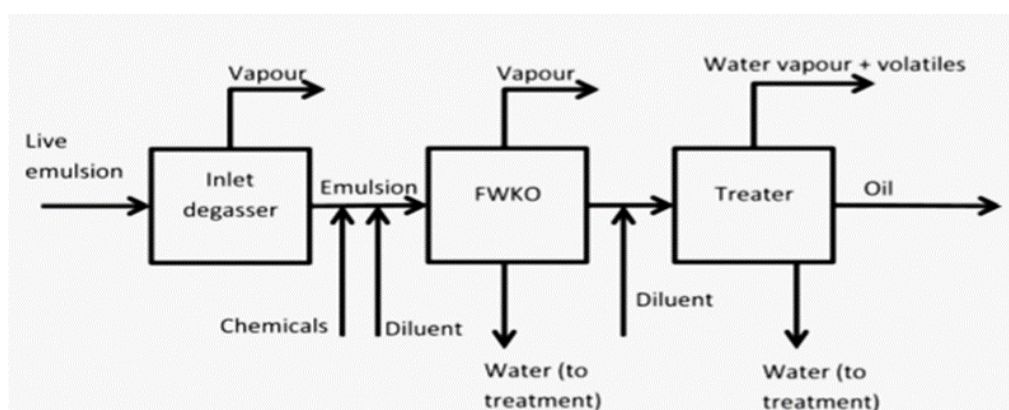 Vapour
Vapour
Water vapour + volatiles
Live
emulsion
Inlet
degasser
Emulsion
FWKO
Treater
Oil
Chemicals
Diluent
Diluent
Water (to
treatment)
Water (to
treatment)